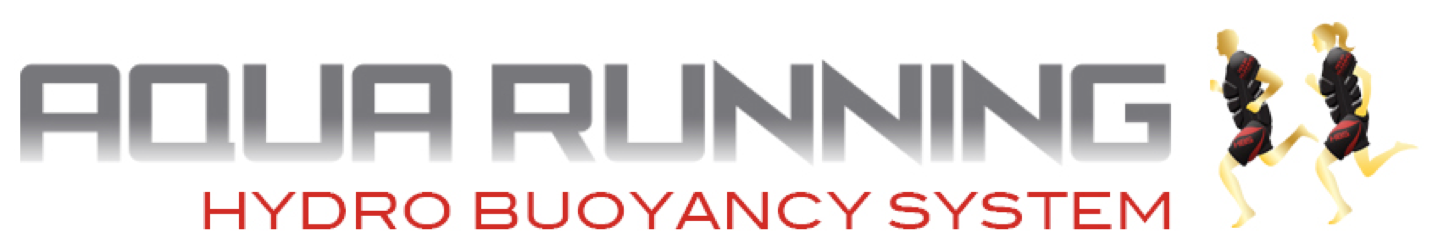 AQUA RUNNING
HYDRO BUOYANCY SYSTEM